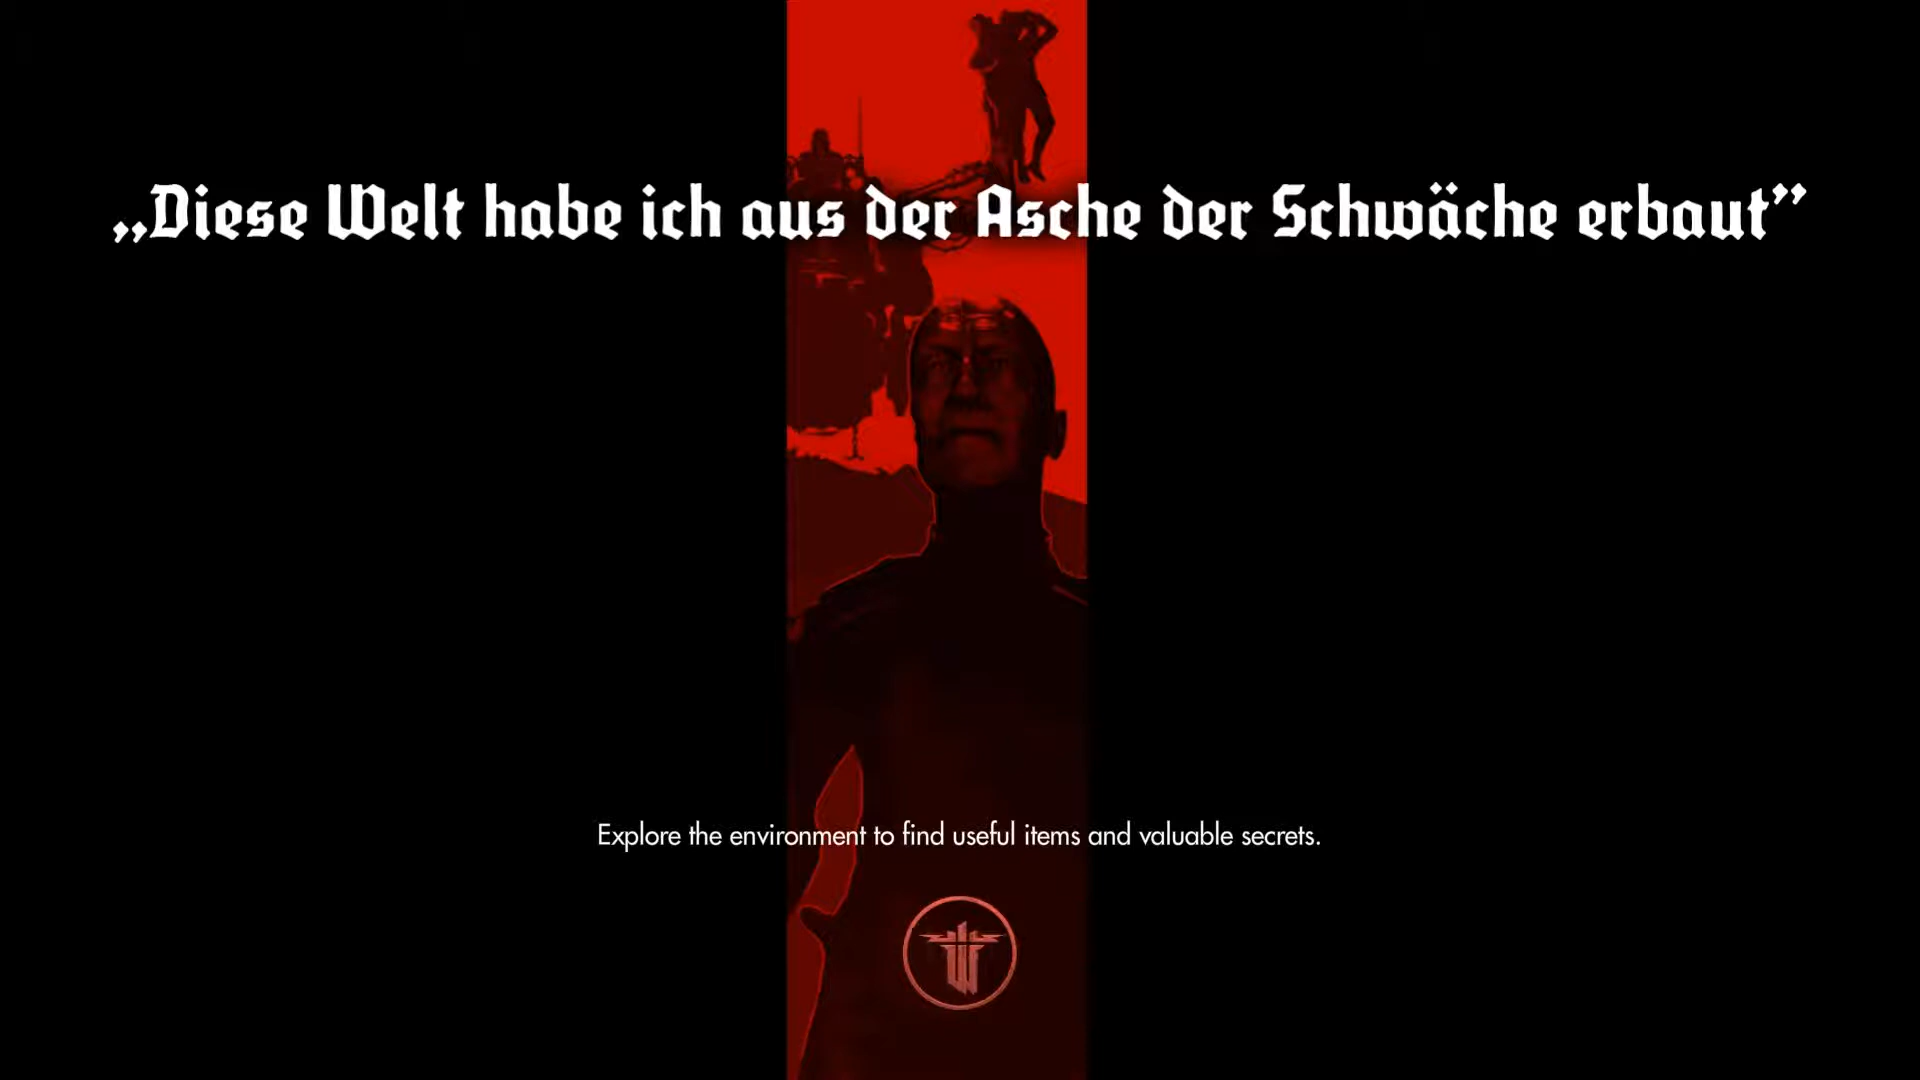 „Diese Welt habe ich aus der Asche der Schwäche erbaut”
Explore the environment to find useful items and valuable secrets.